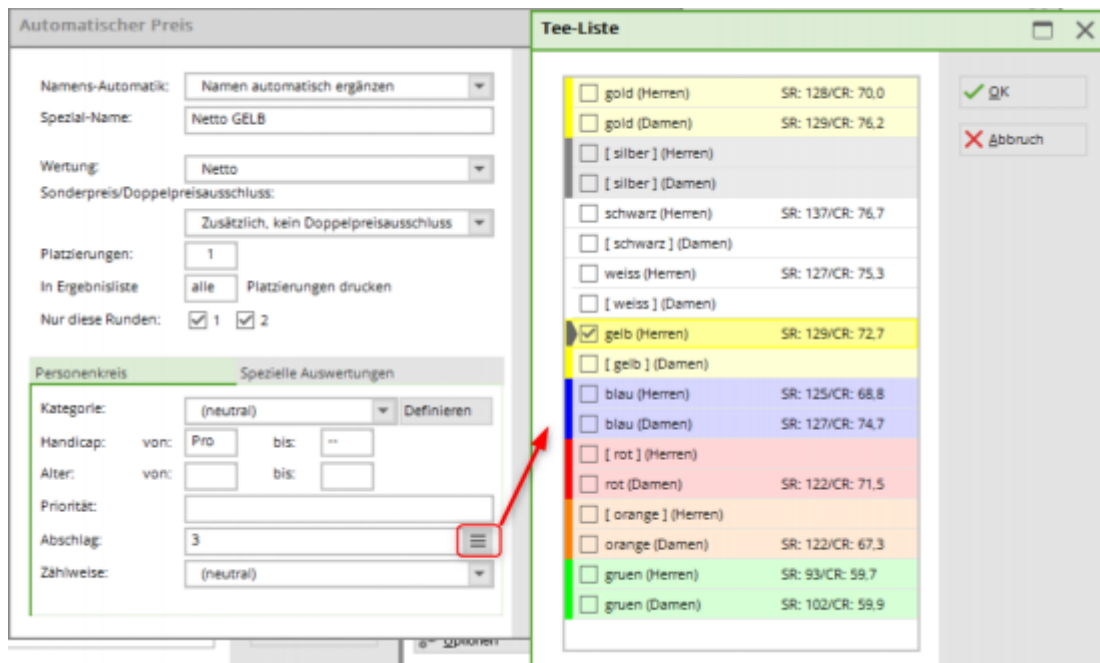 Automatischer Preis
Namens-Automatik: Namen automatisch ergänzen
Spezial-Name: Netto GELB
Wertung: Netto
Sonderpreis/Doppelpreisausschluss:
Zusätzlich, kein Doppelpreisausschluss
Platzierungen: 1
In Ergebnisliste alle Platzierungen drucken
Nur diese Runden: 1 2
Personenkreis Spezielle Auswertungen
Kategorie: (neutral) Definieren
Handicap: von: Pro bis: --
Alter: von: bis:
Priorität:
Abschlag: 3
Zählweise: (neutral)
Optionen
Tee-Liste
gold (Herren) SR: 128/CR: 70,0
gold (Damen) SR: 129/CR: 76,2
[ silber ] (Herren)
[ silber ] (Damen)
schwarz (Herren) SR: 137/CR: 76,7
[ schwarz ] (Damen)
weiss (Herren) SR: 127/CR: 75,3
[ weiss ] (Damen)
gelb (Herren) SR: 129/CR: 72,7
[ gelb ] (Damen)
blau (Herren) SR: 125/CR: 68,8
blau (Damen) SR: 127/CR: 74,7
[ rot ] (Herren)
rot (Damen) SR: 122/CR: 71,5
[ orange ] (Herren)
orange (Damen) SR: 122/CR: 67,3
gruen (Herren) SR: 93/CR: 59,7
gruen (Damen) SR: 102/CR: 59,9
OK
Abbruch